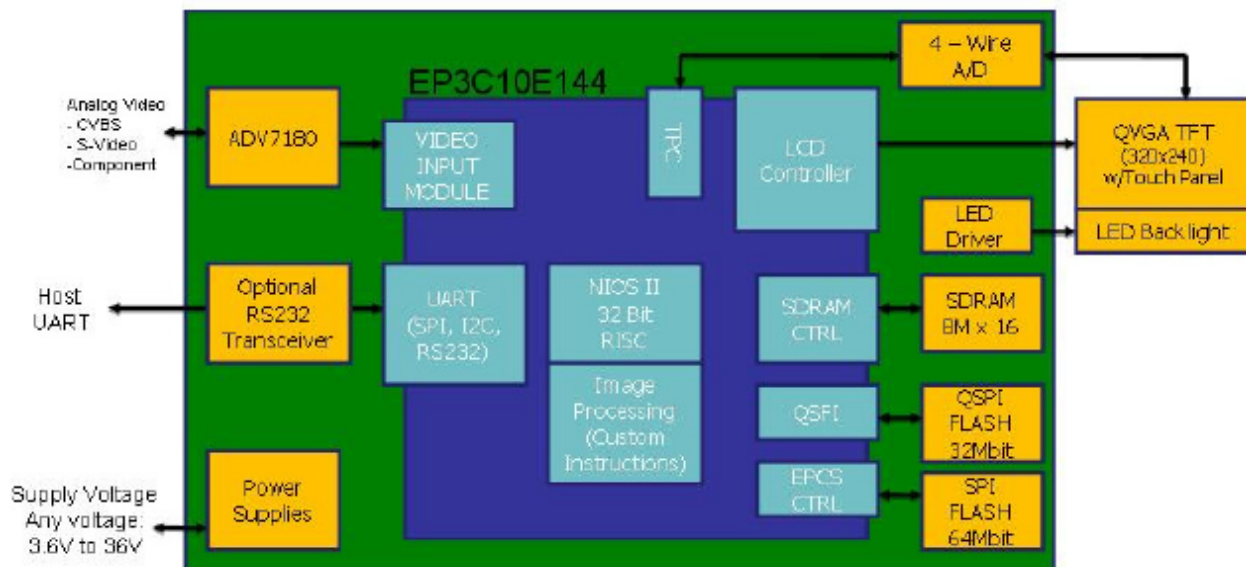 4 – Wire
A/D
EP3C10E144
Analog Video
- CVBS
- S-Video
-Component
ADV7180
VIDEO
INPUT
MODULE
TPC
LCD
Controller
QVGA TFT
(320x240)
w/Touch Panel
LED
Driver
LED Backlight
Host
UART
Optional
RS232
Transceiver
UART
(SPI, I2C,
RS232)
NIOS II
32 Bit
RISC
SDRAM
CTRL
SDRAM
8M x 16
Image
Processing
(Custom
Instructions)
QSPI
QSPI
FLASH
32Mbit
Supply Voltage
Any voltage:
3.6V to 36V
Power
Supplies
EPCS
CTRL
SPI
FLASH
64Mbit